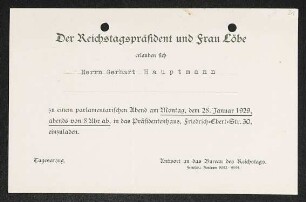 Der Reichstagspräsident und Frau Löbe
erlauben sich
Herrn Gerhart Hauptmann
zu einem parlamentarischen Abend am Montag, dem 28. Januar 1929,
abends von 8 Uhr ab, in das Präsidentenhaus, Friedrich-Ebert-Str. 30,
einzuladen.
Tagesanzug.
Antwort an das Bureau des Reichstags.